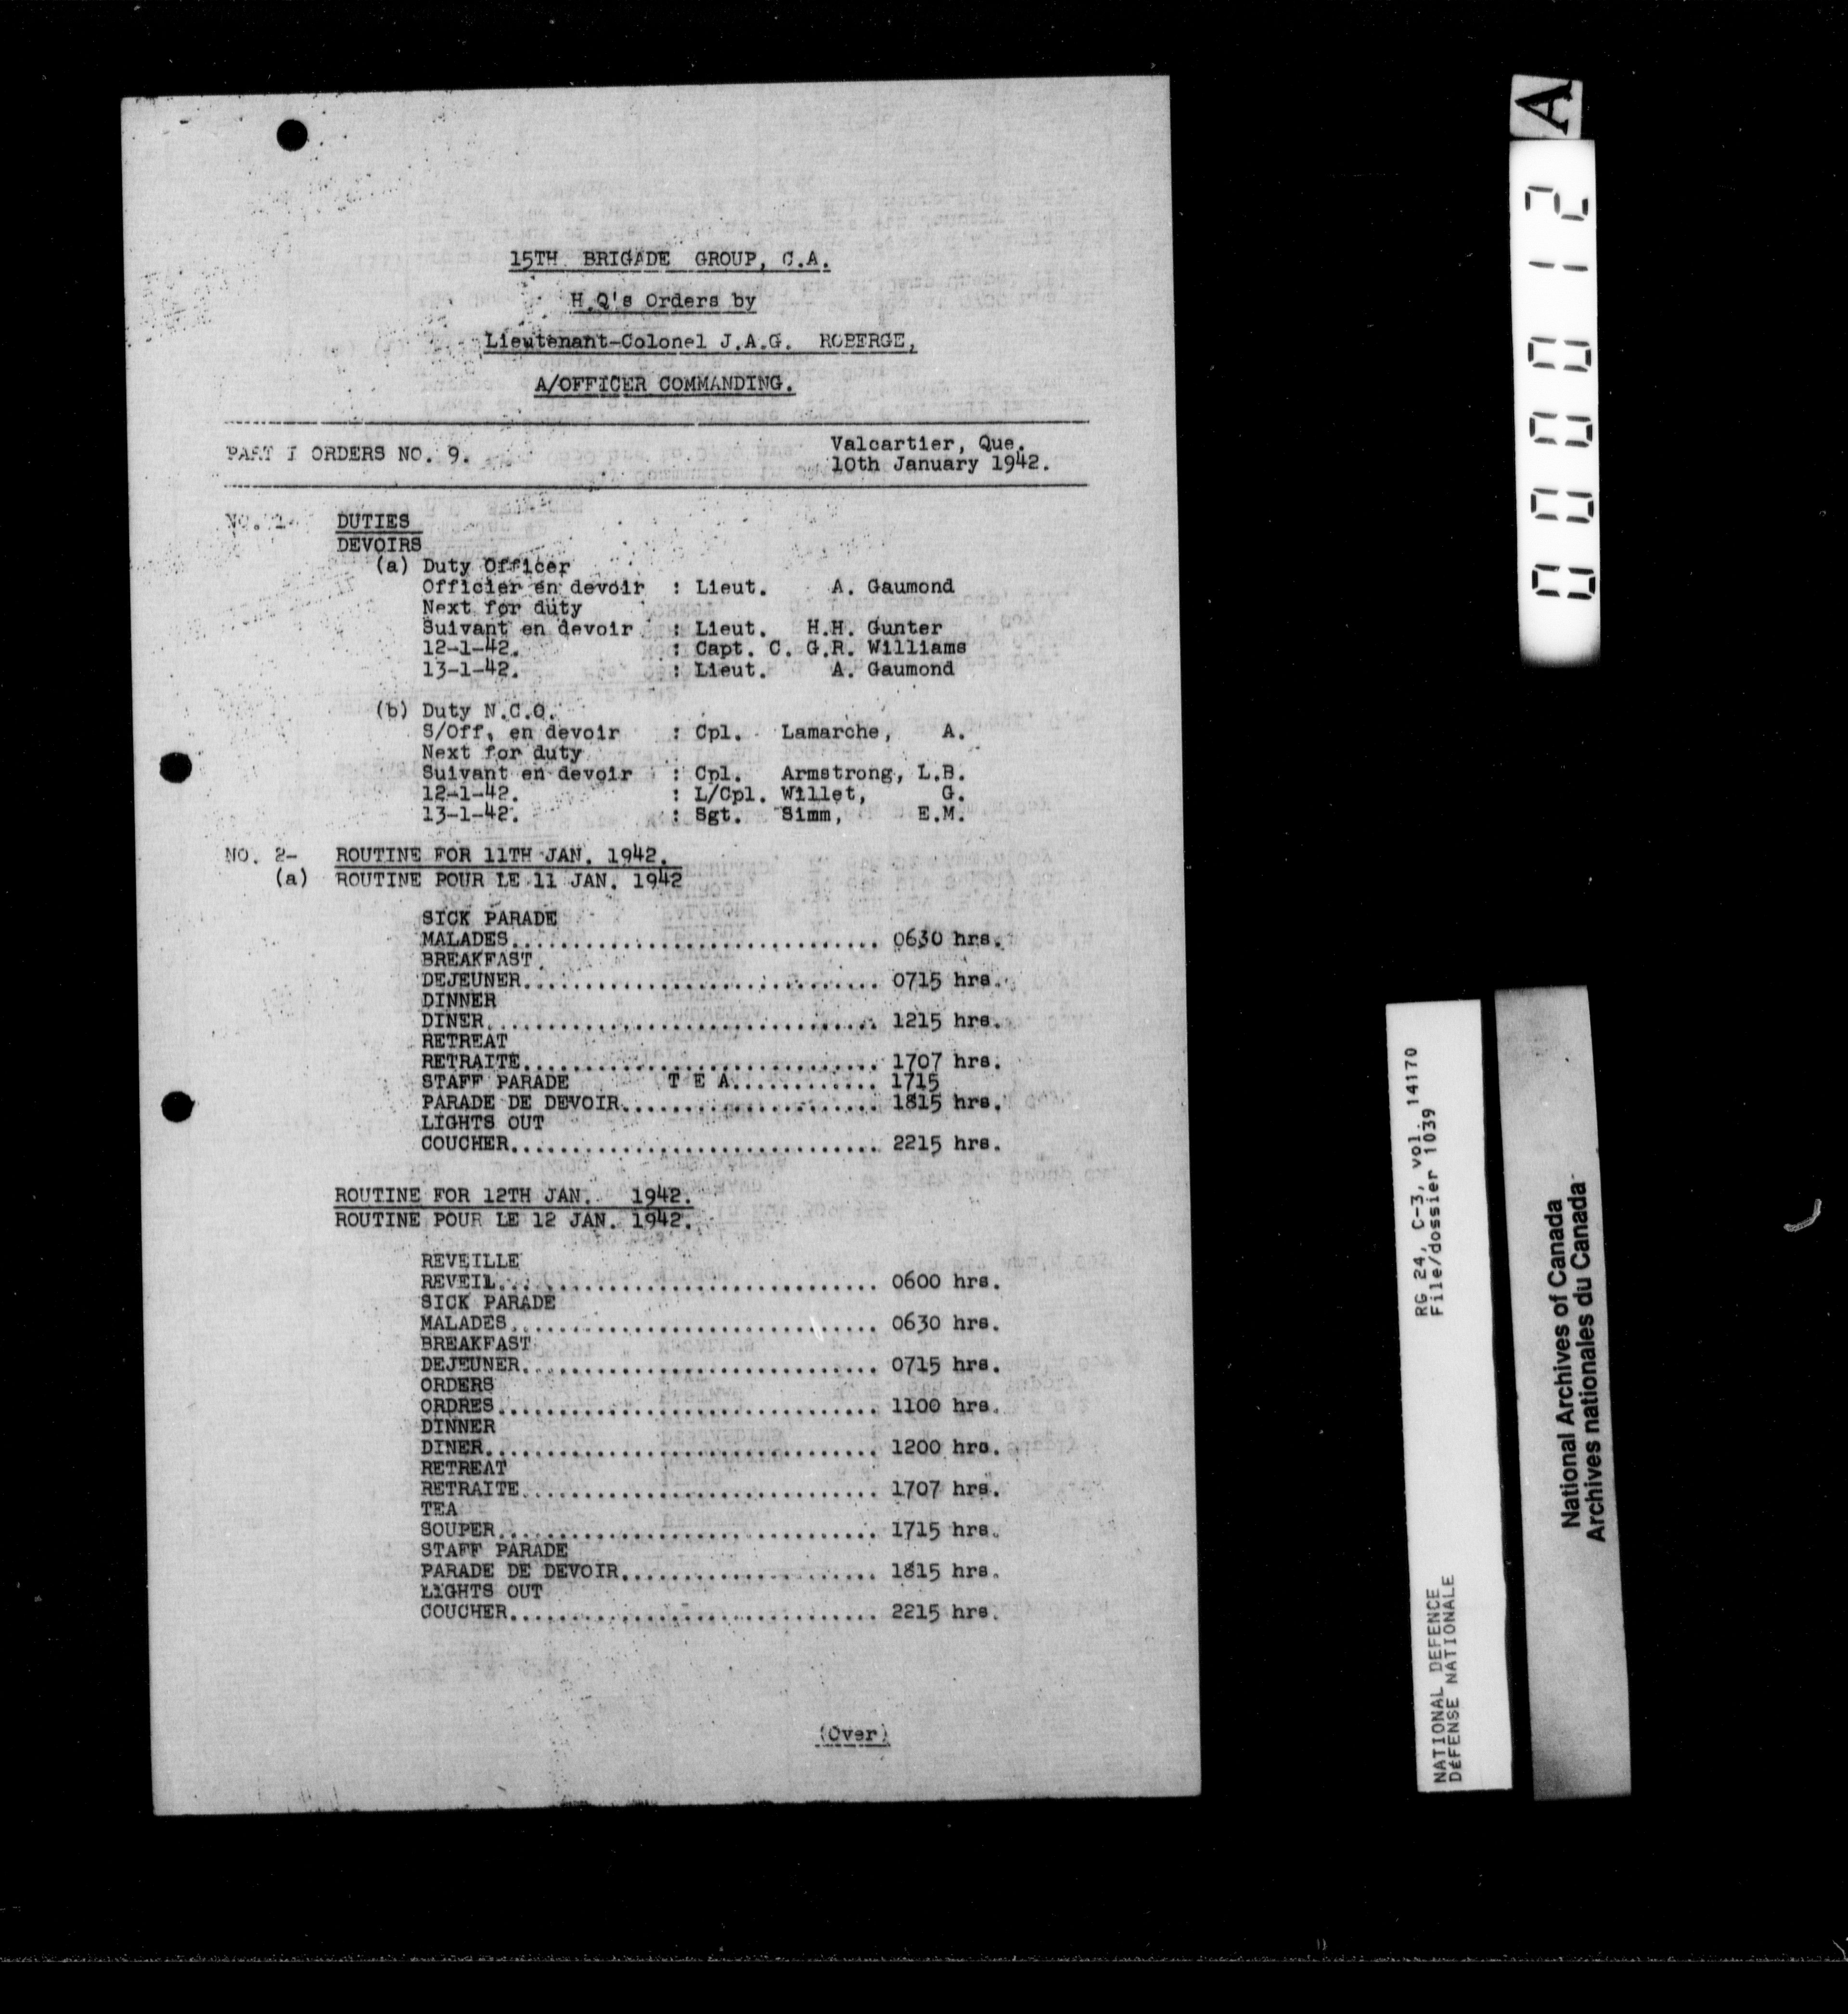 15TH BRIGADE GROUP, C.A.
H.Q's Orders by
Lieutenant-Colonel J.A.G. ROBERGE,
A/OFFICER COMMANDING.
PART I ORDERS NO. 9.
Valcartier, Que.
10th January 1942.
NO. 1- DUTIES
DEVOIRS
(a) Duty Officer
Officier en devoir : Lieut. A. Gaumond
Next for duty
Suivant en devoir : Lieut. H.H. Gunter
12-1-42. : Capt. C. G.R. Williams
13-1-42. : Lieut. A. Gaumond
(b) Duty N.C.O.
S/Off, en devoir : Cpl. Lamarche, A.
Next for duty
Suivant en devoir : Cpl. Armstrong, L.B.
12-1-42. : L/Cpl. Willet, G.
13-1-42. : Sgt. Simm, E.M.
NO. 2- ROUTINE FOR 11TH JAN. 1942.
(a) ROUTINE POUR LE 11 JAN. 1942
SICK PARADE
MALADES.............................. 0630 hrs.
BREAKFAST
DEJEUNER............................. 0715 hrs.
DINNER
DINER................................ 1215 hrs.
RETREAT
RETRAITE............................. 1707 hrs.
STAFF PARADE T E A............ 1715
PARADE DE DEVOIR..................... 1815 hrs.
LIGHTS OUT
COUCHER.............................. 2215 hrs.
ROUTINE FOR 12TH JAN. 1942.
ROUTINE POUR LE 12 JAN. 1942.
REVEILLE
REVEIL............................... 0600 hrs.
SICK PARADE
MALADES.............................. 0630 hrs.
BREAKFAST
DEJEUNER............................. 0715 hrs.
ORDERS
ORDRES............................... 1100 hrs.
DINNER
DINER................................ 1200 hrs.
RETREAT
RETRAITE............................. 1707 hrs.
TEA
SOUPER............................... 1715 hrs.
STAFF PARADE
PARADE DE DEVOIR..................... 1815 hrs.
LIGHTS OUT
COUCHER.............................. 2215 hrs.
(Over)
000012 A
NATIONAL DEFENCE RG 24, C-3, vol. 14170
DéFENSE NATIONALE File/dossier 1039
National Archives of Canada
Archives nationales du Canada